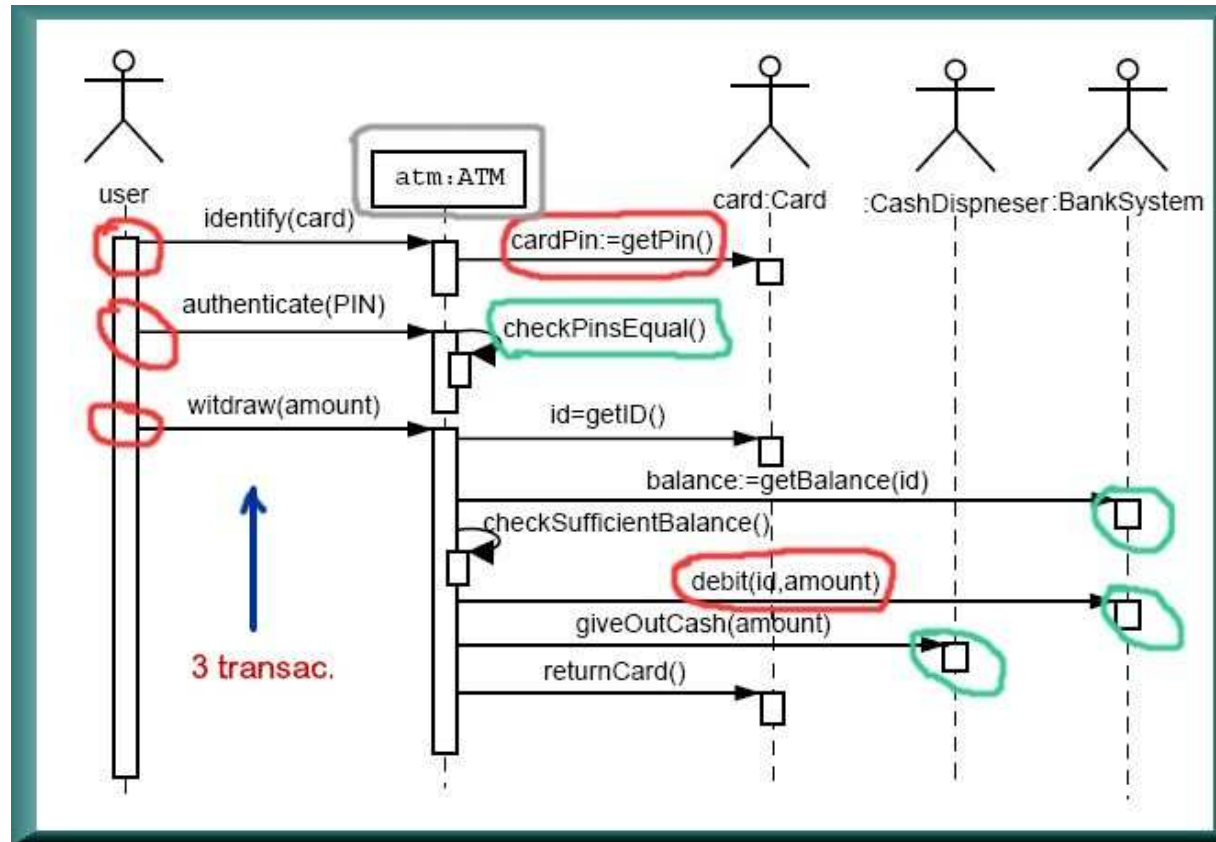 user
atm:ATM
card:Card
:CashDispneser
:BankSystem
identify(card)
cardPin:=getPin()
authenticate(PIN)
checkPinsEqual()
witdraw(amount)
id=getID()
balance:=getBalance(id)
checkSufficientBalance()
debit(id,amount)
giveOutCash(amount)
3 transac.
returnCard()